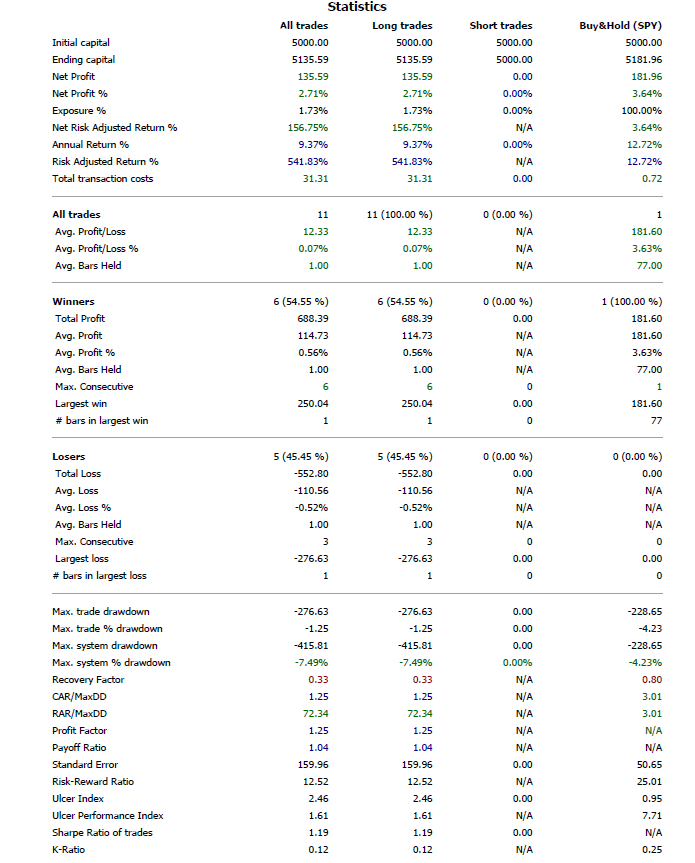 Statistics
All trades Long trades Short trades Buy&Hold (SPY)
Initial capital 5000.00 5000.00 5000.00 5000.00
Ending capital 5135.59 5135.59 5000.00 5181.96
Net Profit 135.59 135.59 0.00 181.96
Net Profit % 2.71% 2.71% 0.00% 3.64%
Exposure % 1.73% 1.73% 0.00% 100.00%
Net Risk Adjusted Return % 156.75% 156.75% N/A 3.64%
Annual Return % 9.37% 9.37% 0.00% 12.72%
Risk Adjusted Return % 541.83% 541.83% N/A 12.72%
Total transaction costs 31.31 31.31 0.00 0.72
All trades 11 11 (100.00 %) 0 (0.00 %) 1
Avg. Profit/Loss 12.33 12.33 N/A 181.60
Avg. Profit/Loss % 0.07% 0.07% N/A 3.63%
Avg. Bars Held 1.00 1.00 N/A 77.00
Winners 6 (54.55 %) 6 (54.55 %) 0 (0.00 %) 1 (100.00 %)
Total Profit 688.39 688.39 0.00 181.60
Avg. Profit 114.73 114.73 N/A 181.60
Avg. Profit % 0.56% 0.56% N/A 3.63%
Avg. Bars Held 1.00 1.00 N/A 77.00
Max. Consecutive 6 6 0 1
Largest win 250.04 250.04 0.00 181.60
# bars in largest win 1 1 0 77
Losers 5 (45.45 %) 5 (45.45 %) 0 (0.00 %) 0 (0.00 %)
Total Loss -552.80 -552.80 0.00 0.00
Avg. Loss -110.56 -110.56 N/A N/A
Avg. Loss % -0.52% -0.52% N/A N/A
Avg. Bars Held 1.00 1.00 N/A N/A
Max. Consecutive 3 3 0 0
Largest loss -276.63 -276.63 0.00 0.00
# bars in largest loss 1 1 0 0
Max. trade drawdown -276.63 -276.63 0.00 -228.65
Max. trade % drawdown -1.25 -1.25 0.00 -4.23
Max. system drawdown -415.81 -415.81 0.00 -228.65
Max. system % drawdown -7.49% -7.49% 0.00% -4.23%
Recovery Factor 0.33 0.33 N/A 0.80
CAR/MaxDD 1.25 1.25 N/A 3.01
RAR/MaxDD 72.34 72.34 N/A 3.01
Profit Factor 1.25 1.25 N/A N/A
Payoff Ratio 1.04 1.04 N/A N/A
Standard Error 159.96 159.96 0.00 50.65
Risk-Reward Ratio 12.52 12.52 N/A 25.01
Ulcer Index 2.46 2.46 0.00 0.95
Ulcer Performance Index 1.61 1.61 N/A 7.71
Sharpe Ratio of trades 1.19 1.19 0.00 N/A
K-Ratio 0.12 0.12 N/A 0.25